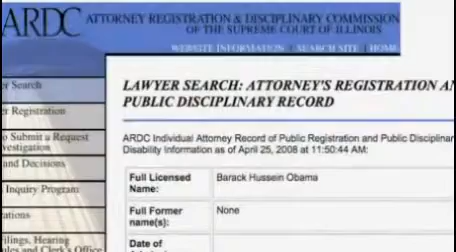 ARDC ATTORNEY REGISTRATION & DISCIPLINARY COMMISSION
OF THE SUPREME COURT OF ILLINOIS
WEBSITE INFORMATION | SEARCH SITE | HOME
er Search
er Registration
o Submit a Request
vestigation
and Decisions
Inquiry Program
ations
ilings, Hearing
ules and Clerk's Office
LAWYER SEARCH: ATTORNEY'S REGISTRATION AN
PUBLIC DISCIPLINARY RECORD
ARDC Individual Attorney Record of Public Registration and Public Disciplinar
Disability Information as of April 25, 2008 at 11:50:44 AM:
Full Licensed
Name:
Barack Hussein Obama
Full Former
name(s):
None
Date of